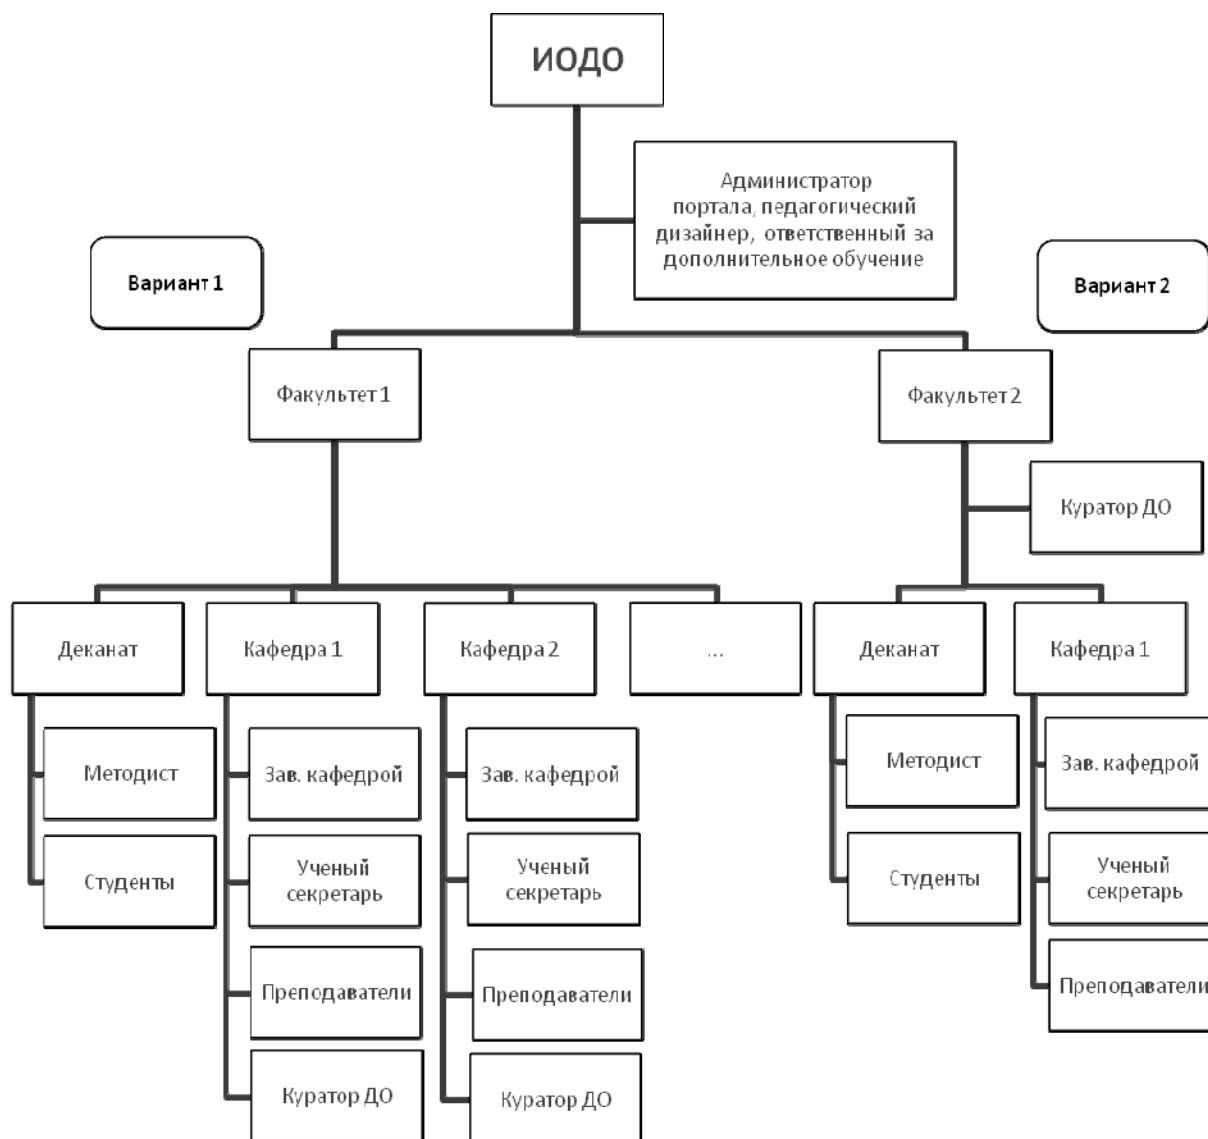 ИОДО
Администратор
портала, педагогический
дизайнер, ответственный за
дополнительное обучение
Вариант 1
Вариант 2
Факультет 1
Факультет 2
Куратор ДО
Деканат
Кафедра 1
Кафедра 2
...
Деканат
Кафедра 1
Методист
Зав. кафедрой
Зав. кафедрой
Методист
Зав. кафедрой
Студенты
Ученый
секретарь
Ученый
секретарь
Студенты
Ученый
секретарь
Преподаватели
Преподаватели
Преподаватели
Куратор ДО
Куратор ДО